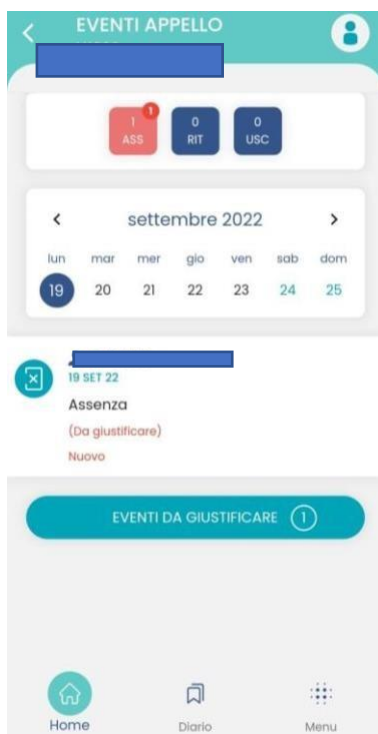 EVENTI APPELLO
1 ASS 1
0 RIT
0 USC
settembre 2022
lun mar mer gio ven sab dom
19 20 21 22 23 24 25
19 SET 22
Assenza
(Da giustificare)
Nuovo
EVENTI DA GIUSTIFICARE 1
Home Diario Menu